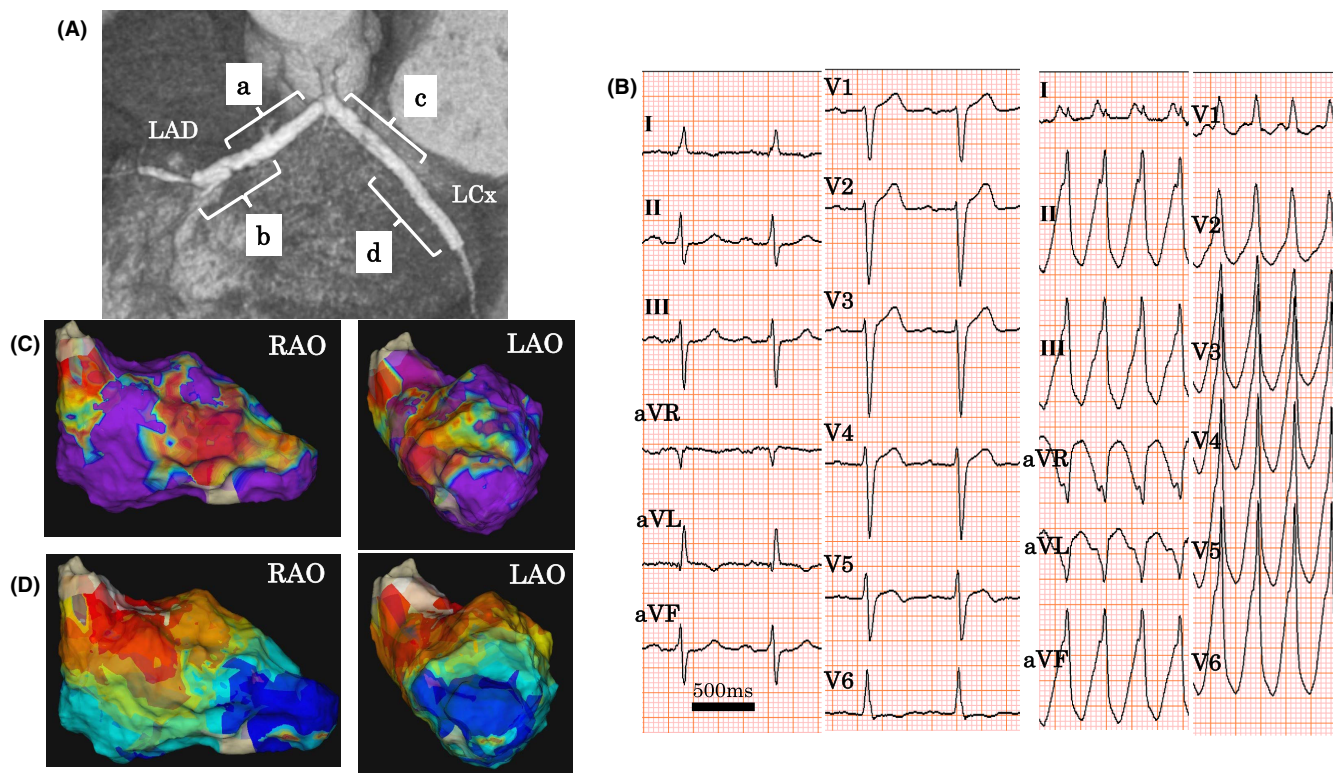 (A)
a
c
LAD
LCx
b
d
(B)
I
II
III
aVR
aVL
aVF
500ms
V1
V2
V3
V4
V5
V6
I
II
III
aVR
aVL
aVF
V1
V2
V3
V4
V5
V6
(C)
RAO
LAO
(D)
RAO
LAO